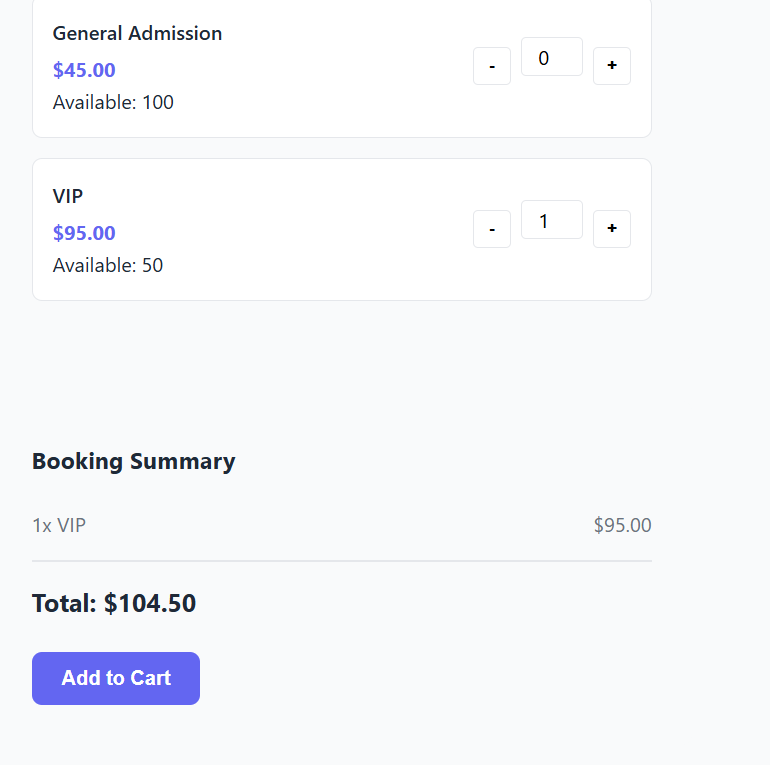 General Admission
$45.00
Available: 100
- 0 +
VIP
$95.00
Available: 50
- 1 +
Booking Summary
1x VIP $95.00
Total: $104.50
Add to Cart